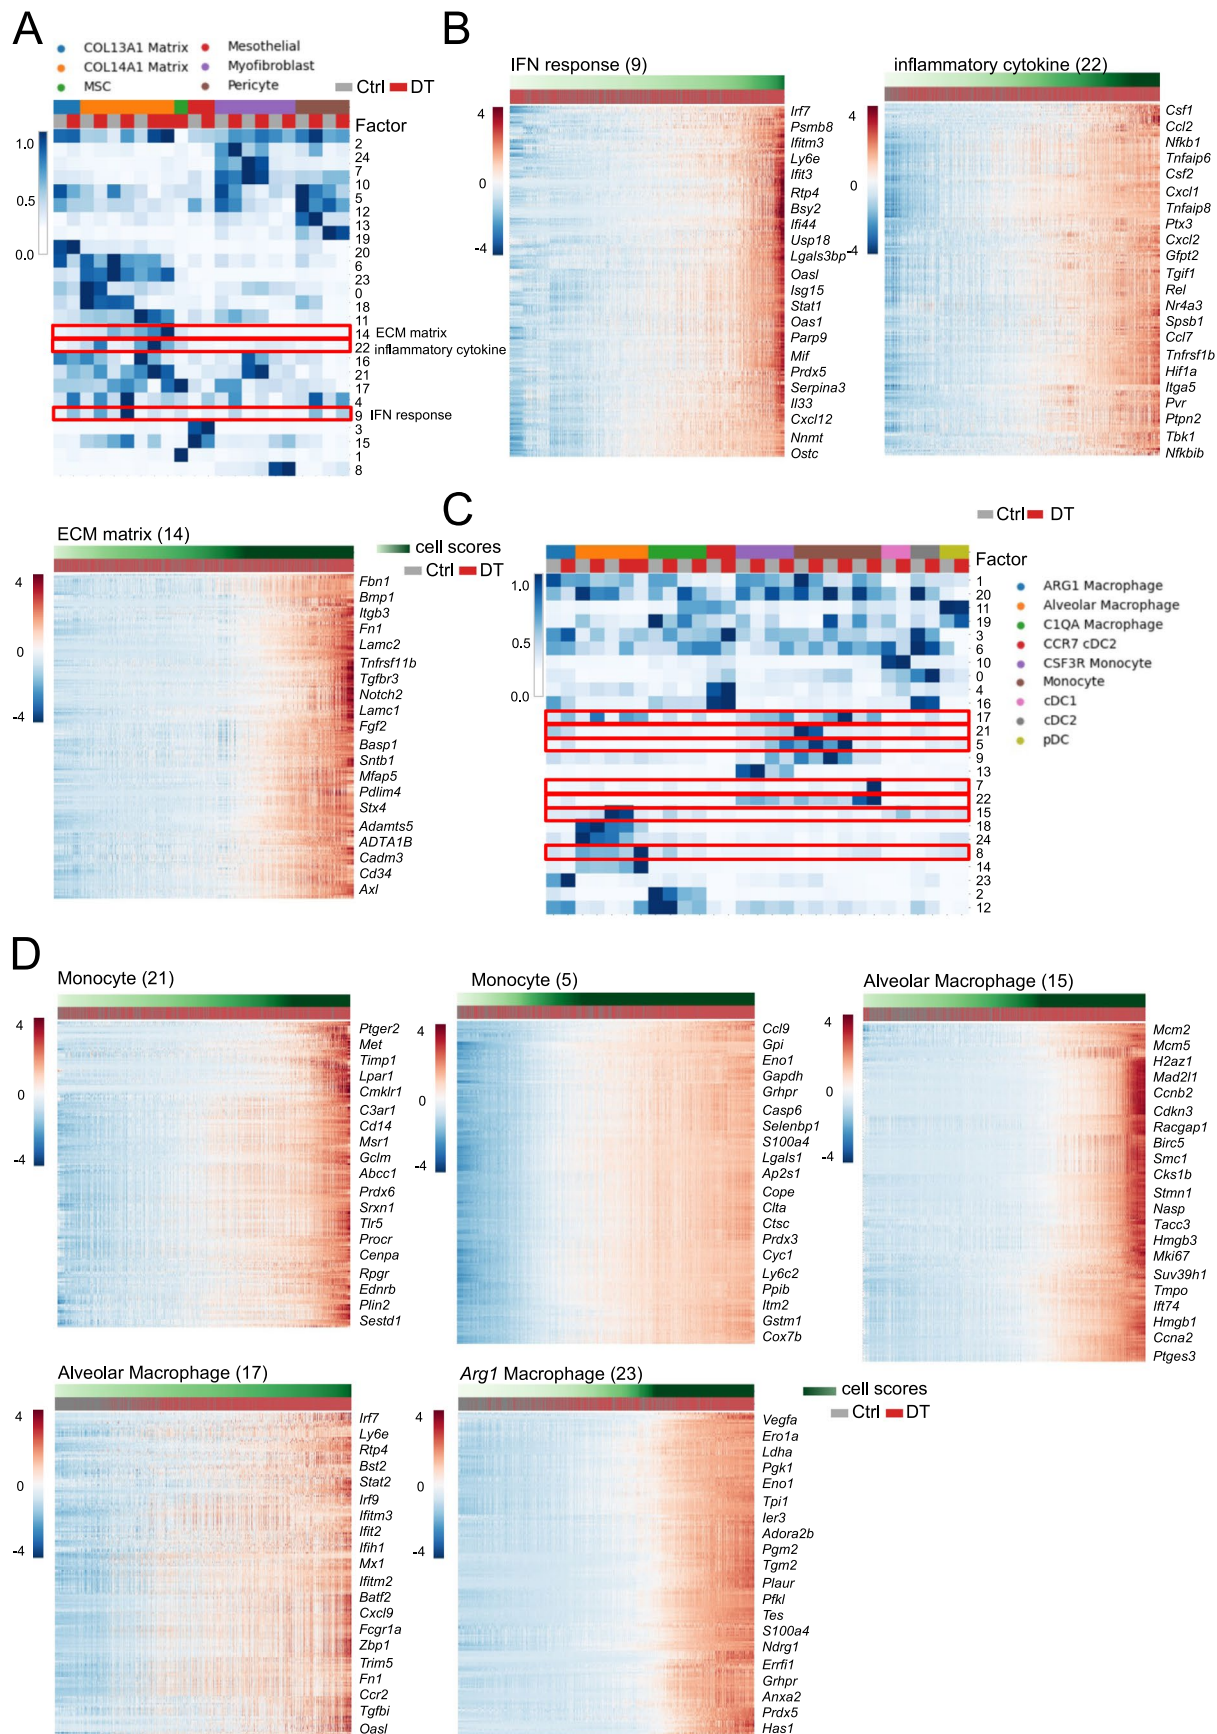 A
COL13A1 Matrix
Mesothelial
COL14A1 Matrix
Myofibroblast
MSC
Pericyte
Ctrl
DT
Factor
1.0
0.5
0.0
2
24
7
10
5
12
13
19
20
6
23
0
18
11
14 ECM matrix
22 inflammatory cytokine
16
21
17
4
9 IFN response
3
15
1
8
B
IFN response (9)
4
0
-4
Irf7
Psmb8
Ifitm3
Ly6e
Ifit3
Rtp4
Bsy2
Ifi44
Usp18
Lgals3bp
Oasl
Isg15
Stat1
Oas1
Parp9
Mif
Prdx5
Serpina3
Il33
Cxcl12
Nnmt
Ostc
inflammatory cytokine (22)
4
0
-4
Csf1
Ccl2
Nfkb1
Tnfaip6
Csf2
Cxcl1
Tnfaip8
Ptx3
Cxcl2
Gfpt2
Tgif1
Rel
Nr4a3
Spsb1
Ccl7
Tnfrsf1b
Hif1a
Itga5
Pvr
Ptpn2
Tbk1
Nfkbib
ECM matrix (14)
cell scores
Ctrl
DT
4
0
-4
Fbn1
Bmp1
Itgb3
Fn1
Lamc2
Tnfrsf11b
Tgfbr3
Notch2
Lamc1
Fgf2
Basp1
Sntb1
Mfap5
Pdlim4
Stx4
Adamts5
ADTA1B
Cadm3
Cd34
Axl
C
Ctrl
DT
Factor
1.0
0.5
0.0
1
20
11
19
3
6
10
0
4
16
17
21
5
9
13
7
22
15
18
24
8
14
23
2
12
ARG1 Macrophage
Alveolar Macrophage
C1QA Macrophage
CCR7 cDC2
CSF3R Monocyte
Monocyte
cDC1
cDC2
pDC
D
Monocyte (21)
4
0
-4
Ptger2
Met
Timp1
Lpar1
Cmklr1
C3ar1
Cd14
Msr1
Gclm
Abcc1
Prdx6
Srxn1
Tlr5
Procr
Cenpa
Rpgr
Ednrb
Plin2
Sestd1
Monocyte (5)
4
0
-4
Ccl9
Gpi
Eno1
Gapdh
Grhpr
Casp6
Selenbp1
S100a4
Lgals1
Ap2s1
Cope
Clta
Ctsc
Prdx3
Cyc1
Ly6c2
Ppib
Itm2
Gstm1
Cox7b
Alveolar Macrophage (15)
4
0
-4
Mcm2
Mcm5
H2az1
Mad2l1
Ccnb2
Cdkn3
Racgap1
Birc5
Smc1
Cks1b
Stmn1
Nasp
Tacc3
Hmgb3
Mki67
Suv39h1
Tmpo
Ift74
Hmgb1
Ccna2
Ptges3
Alveolar Macrophage (17)
4
0
-4
Irf7
Ly6e
Rtp4
Bst2
Stat2
Irf9
Ifitm3
Ifit2
Ifih1
Mx1
Ifitm2
Batf2
Cxcl9
Fcgr1a
Zbp1
Trim5
Fn1
Ccr2
Tgfbi
Oasl
Arg1 Macrophage (23)
cell scores
Ctrl
DT
4
0
-4
Vegfa
Ero1a
Ldha
Pgk1
Eno1
Tpi1
Ier3
Adora2b
Pgm2
Tgm2
Plaur
Pfkl
Tes
S100a4
Ndrg1
Errfi1
Grhpr
Anxa2
Prdx5
Has1